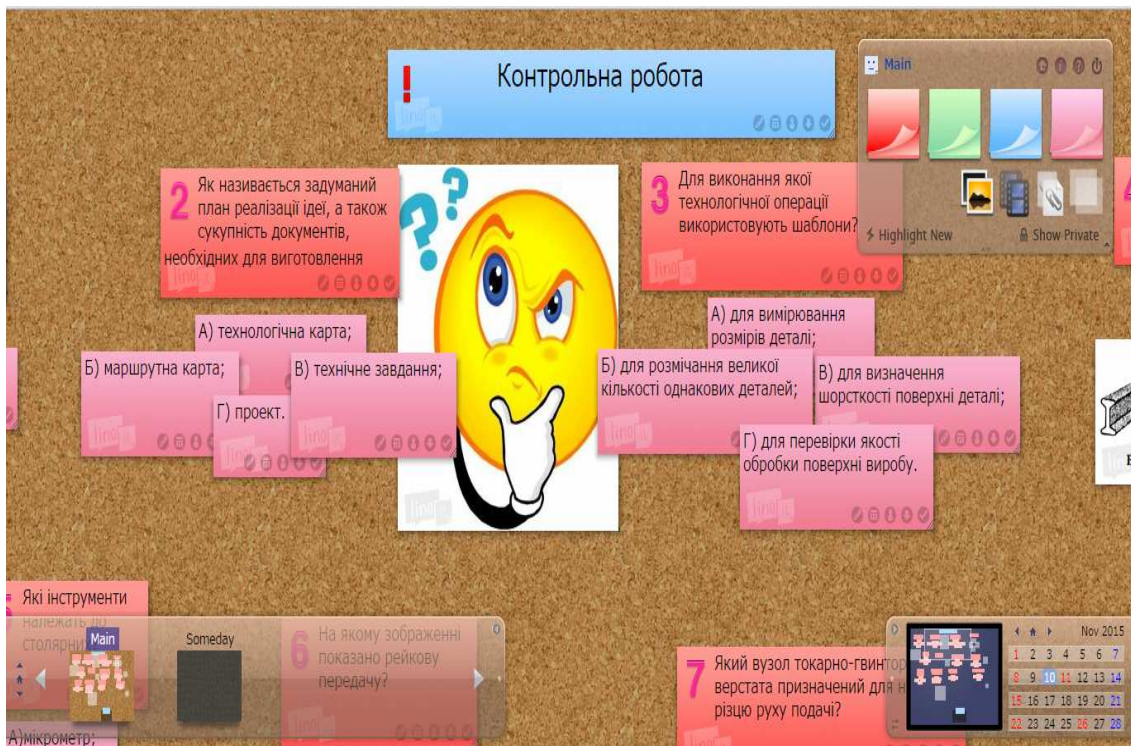 ! Контрольна робота
Main
Highlight New
Show Private
2 Як називається задуманий
план реалізації ідеї, а також
сукупність документів,
необхідних для виготовлення
А) технологічна карта;
Б) маршрутна карта;
В) технічне завдання;
Г) проект.
3 Для виконання якої
технологічної операції
використовують шаблони?
А) для вимірювання
розмірів деталі;
Б) для розмічання великої
кількості однакових деталей;
В) для визначення
шорсткості поверхні деталі;
Г) для перевірки якості
обробки поверхні виробу.
Які інструменти
належать до
А)мікрометр;
Main
Someday
6 На якому зображенні
показано рейкову
передачу?
7 Який вузол
верстата призначений для
різцю руху подачі?
Nov 2015
1 2 3 4 5 6 7
8 9 10 11 12 13 14
15 16 17 18 19 20 21
22 23 24 25 26 27 28
lino